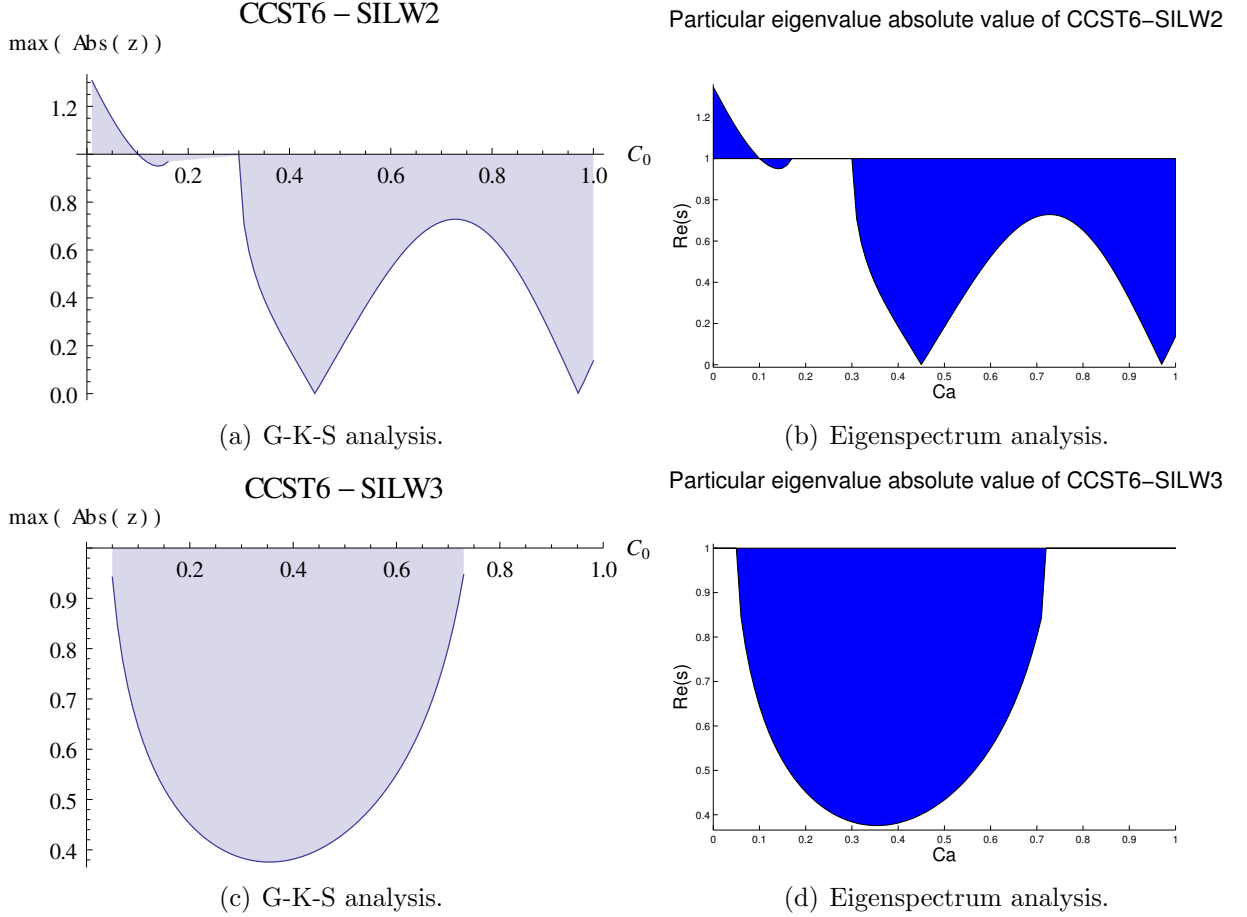 CCST6 – SILW2
max ( Abs ( z ) )
1.2
0.8
0.6
0.4
0.2
0.0
0.2 0.4 0.6 0.8 1.0
C0
(a) G-K-S analysis.
Particular eigenvalue absolute value of CCST6−SILW2
Re(s)
1.2
1
0.8
0.6
0.4
0.2
0
0 0.1 0.2 0.3 0.4 0.5 0.6 0.7 0.8 0.9 1
Ca
(b) Eigenspectrum analysis.
CCST6 – SILW3
max ( Abs ( z ) )
0.2 0.4 0.6 0.8 1.0
C0
0.9
0.8
0.7
0.6
0.5
0.4
(c) G-K-S analysis.
Particular eigenvalue absolute value of CCST6−SILW3
Re(s)
1
0.9
0.8
0.7
0.6
0.5
0.4
0 0.1 0.2 0.3 0.4 0.5 0.6 0.7 0.8 0.9 1
Ca
(d) Eigenspectrum analysis.